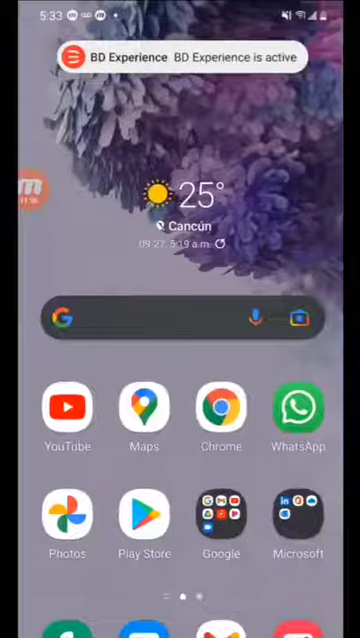 5:33
BD Experience BD Experience is active
25°
Cancún
09-27, 5:19 a.m.
YouTube
Maps
Chrome
WhatsApp
Photos
Play Store
Google
Microsoft